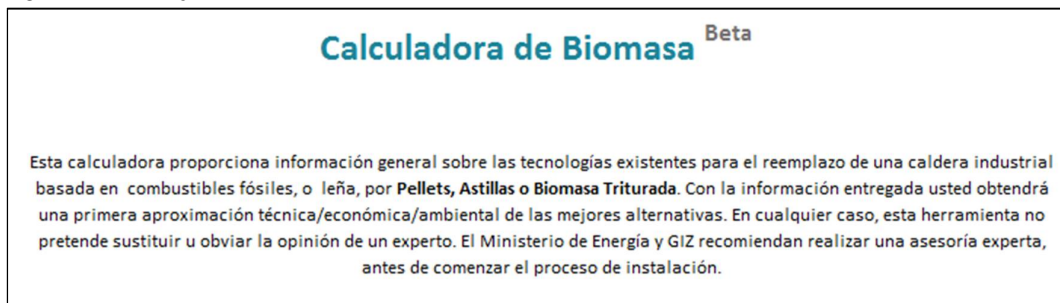 Calculadora de Biomasa Beta
Esta calculadora proporciona información general sobre las tecnologías existentes para el reemplazo de una caldera industrial
basada en combustibles fósiles, o leña, por Pellets, Astillas o Biomasa Triturada. Con la información entregada usted obtendrá
una primera aproximación técnica/económica/ambiental de las mejores alternativas. En cualquier caso, esta herramienta no
pretende sustituir u obviar la opinión de un experto. El Ministerio de Energía y GIZ recomiendan realizar una asesoría experta,
antes de comenzar el proceso de instalación.